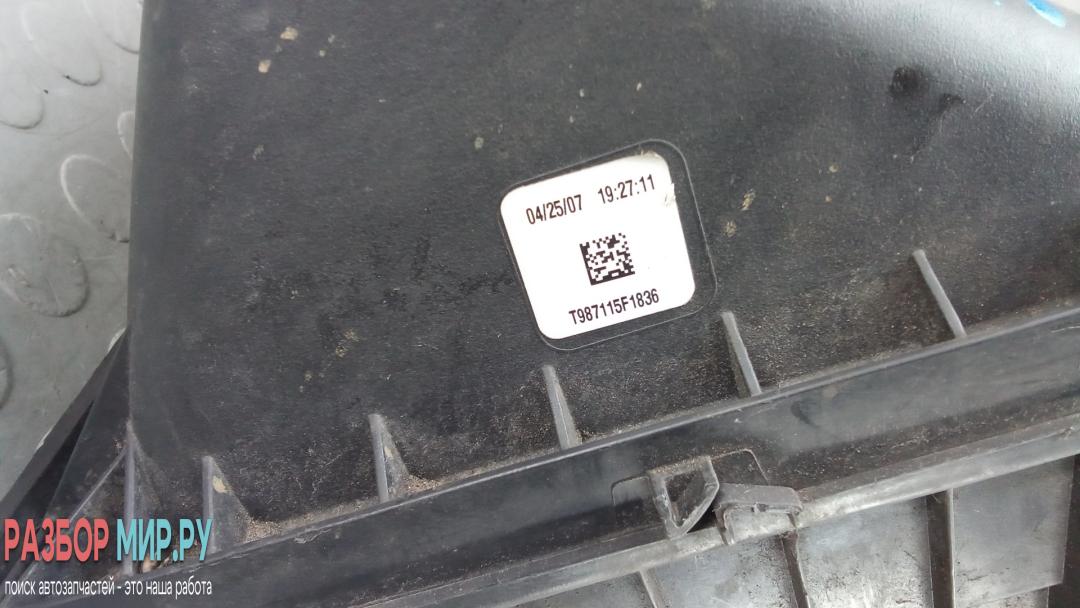 04/25/07 19:27:11
T987115F1836
РАЗБОР МИР.РУ
поиск автозапчастей - это наша работа